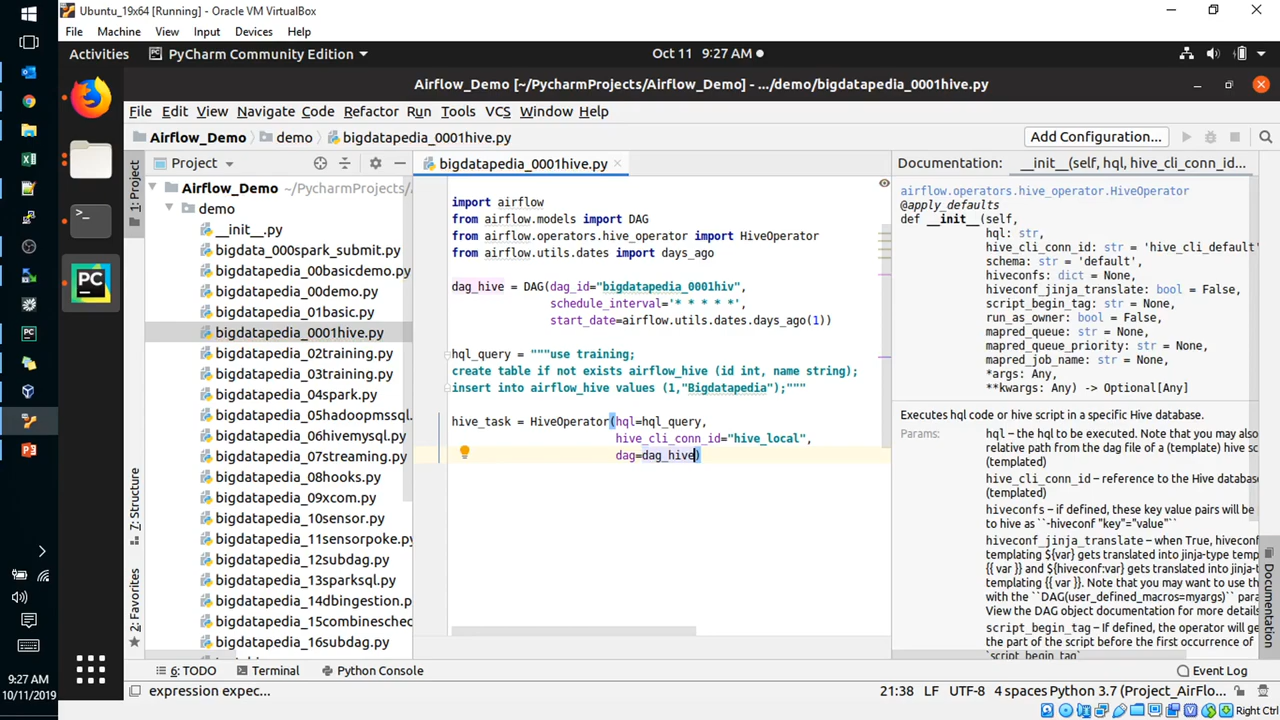 Ubuntu_19x64 [Running] - Oracle VM VirtualBox
File Machine View Input Devices Help
Activities PyCharm Community Edition Oct 11 9:27 AM
Airflow_Demo [~/PycharmProjects/Airflow_Demo] - .../demo/bigdatapedia_0001hive.py
File Edit View Navigate Code Refactor Run Tools VCS Window Help
Airflow_Demo demo bigdatapedia_0001hive.py Add Configuration...
1: Project
7: Structure
2: Favorites
Project
Airflow_Demo ~/PycharmProjects/
demo
__init__.py
bigdata_000spark_submit.py
bigdatapedia_00basicdemo.py
bigdatapedia_00demo.py
bigdatapedia_01basic.py
bigdatapedia_0001hive.py
bigdatapedia_02training.py
bigdatapedia_03training.py
bigdatapedia_04spark.py
bigdatapedia_05hadoopmssql.
bigdatapedia_06hivemysql.py
bigdatapedia_07streaming.py
bigdatapedia_08hooks.py
bigdatapedia_09xcom.py
bigdatapedia_10sensor.py
bigdatapedia_11sensorpoke.py
bigdatapedia_12subdag.py
bigdatapedia_13sparksql.py
bigdatapedia_14dbingestion.p
bigdatapedia_15combinesche
bigdatapedia_16subdag.py
bigdatapedia_0001hive.py
import airflow
from airflow.models import DAG
from airflow.operators.hive_operator import HiveOperator
from airflow.utils.dates import days_ago
dag_hive = DAG(dag_id="bigdatapedia_0001hiv",
schedule_interval='* * * * *',
start_date=airflow.utils.dates.days_ago(1))
hql_query = """use training;
create table if not exists airflow_hive (id int, name string);
insert into airflow_hive values (1,"Bigdatapedia");"""
hive_task = HiveOperator(hql=hql_query,
hive_cli_conn_id="hive_local",
dag=dag_hive)
Documentation: __init__(self, hql, hive_cli_conn_id...
airflow.operators.hive_operator.HiveOperator
@apply_defaults
def __init__(self,
hql: str,
hive_cli_conn_id: str = 'hive_cli_default'
schema: str = 'default',
hiveconfs: dict = None,
hiveconf_jinja_translate: bool = False,
script_begin_tag: str = None,
run_as_owner: bool = False,
mapred_queue: str = None,
mapred_queue_priority: str = None,
mapred_job_name: str = None,
*args: Any,
**kwargs: Any) -> Optional[Any]
Executes hql code or hive script in a specific Hive database.
Params: hql – the hql to be executed. Note that you may also
relative path from the dag file of a (template) hive sc
(templated)
hive_cli_conn_id – reference to the Hive database
(templated)
hiveconfs – if defined, these key value pairs will be
to hive as ``-hiveconf "key"="value"``
hiveconf_jinja_translate – when True, hiveconf
templating ${var} gets translated into jinja-type temp
{{ var }} and ${hiveconf:var} gets translated into jinja-t
templating {{ var }}. Note that you may want to use th
with the ``DAG(user_defined_macros=myargs)`` para
View the DAG object documentation for more details
script_begin_tag – If defined, the operator will ge
the part of the script before the first occurrence of
`script_begin_tag`
Documentation
6: TODO Terminal Python Console Event Log
expression expec... 21:38 LF UTF-8 4 spaces Python 3.7 (Project_AirFlo...
9:27 AM
10/11/2019
Right Ctrl